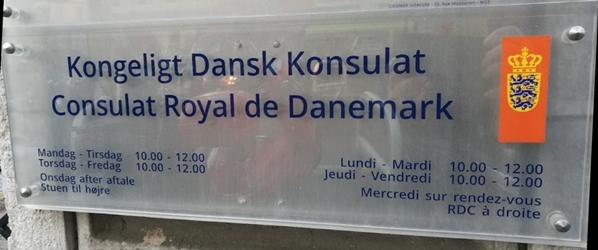 Kongeligt Dansk Konsulat
Consulat Royal de Danemark
Mandag - Tirsdag 10.00 - 12.00
Torsdag - Fredag 10.00 - 12.00
Onsdag after aftale
Stuen til højre
Lundi - Mardi 10.00 - 12.00
Jeudi - Vendredi 10.00 - 12.00
Mercredi sur rendez-vous
RDC à droite